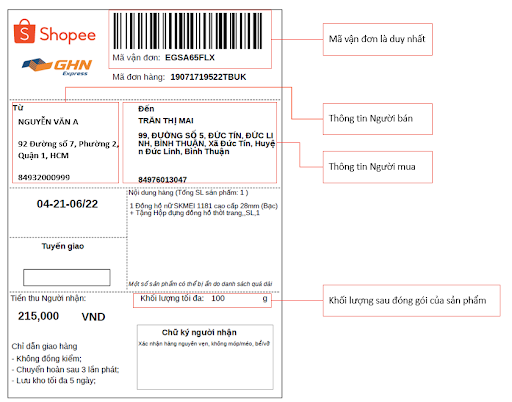 Shopee
GHN
Express
Mã vận đơn: EGSA65FLX
Mã đơn hàng: 19071719522TBUK
Mã vận đơn là duy nhất
Từ
NGUYỄN VĂN A
92 Đường số 7, Phường 2,
Quận 1, HCM
84932000999
Đến
TRẦN THỊ MAI
99, ĐƯỜNG SỐ 5, ĐỨC TÍN, ĐỨC LI
NH, BÌNH THUẬN, Xã Đức Tín, Huyệ
n Đức Linh, Bình Thuận
84976013047
Thông tin Người bán
Thông tin Người mua
04-21-06/22
Tuyến giao
Nội dung hàng (Tổng SL sản phẩm: 1 )
1 Đồng hồ nữ SKMEI 1181 cao cấp 28mm (Bạc)
+ Tặng Hộp đựng đồng hồ thời trang,,SL,1
Một số sản phẩm có thể bị ẩn do danh sách quá dài
Tiền thu Người nhận:
215,000 VND
Khối lượng tối đa: 100 g
Khối lượng sau đóng gói của sản phẩm
Chỉ dẫn giao hàng
- Không đồng kiểm;
- Chuyển hoàn sau 3 lần phát;
- Lưu kho tối đa 5 ngày;
Chữ ký người nhận
Xác nhận hàng nguyên vẹn, không móp/méo, bể/vỡ